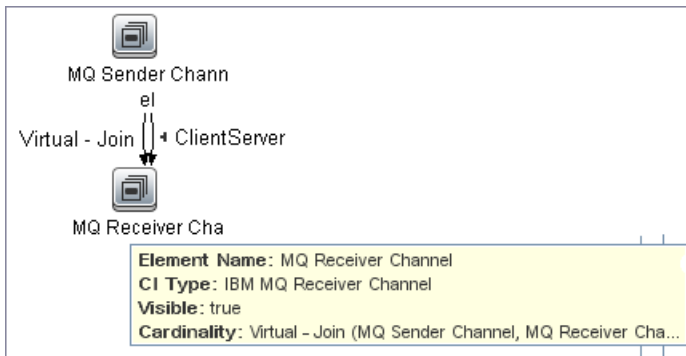 MQ Sender Chann
el
Virtual - Join ClientServer
MQ Receiver Cha
Element Name: MQ Receiver Channel
CI Type: IBM MQ Receiver Channel
Visible: true
Cardinality: Virtual - Join (MQ Sender Channel, MQ Receiver Cha...